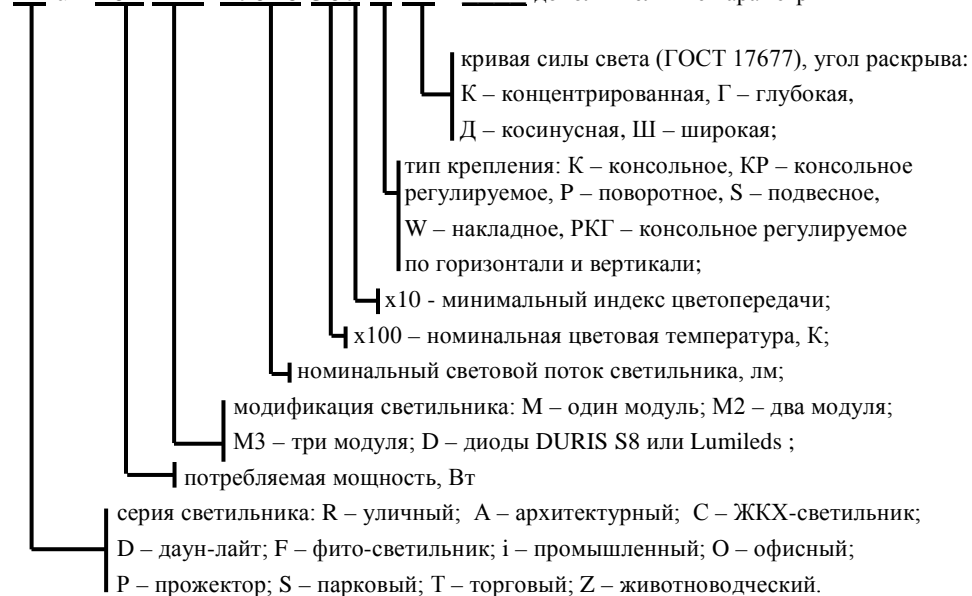 кривая силы света (ГОСТ 17677), угол раскрыва:
К – концентрированная, Г – глубокая,
Д – косинусная, Ш – широкая;
тип крепления: К – консольное, КР – консольное
регулируемое, Р – поворотное, S – подвесное,
W – накладное, РКГ – консольное регулируемое
по горизонтали и вертикали;
х10 - минимальный индекс цветопередачи;
х100 – номинальная цветовая температура, К;
номинальный световой поток светильника, лм;
модификация светильника: М – один модуль; М2 – два модуля;
М3 – три модуля; D – диоды DURIS S8 или Lumileds ;
потребляемая мощность, Вт
серия светильника: R – уличный; А – архитектурный; С – ЖКХ-светильник;
D – даун-лайт; F – фито-светильник; i – промышленный; О – офисный;
Р – прожектор; S – парковый; Т – торговый; Z – животноводческий.